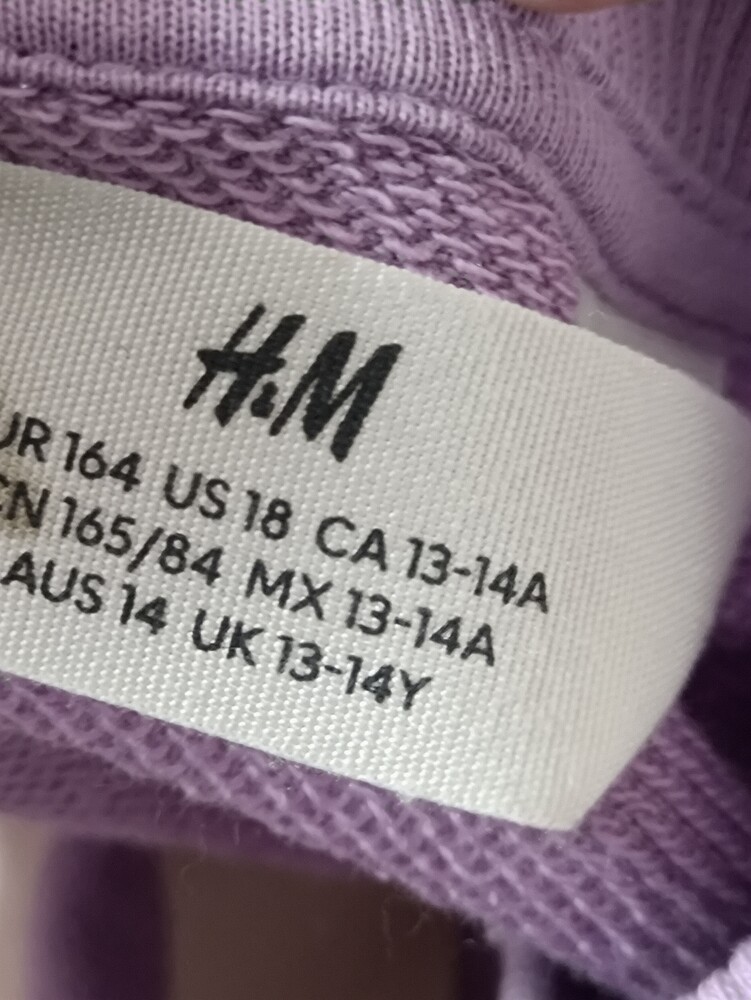 H&M
UR 164 US 18 CA 13-14A
CN 165/84 MX 13-14A
AUS 14 UK 13-14Y